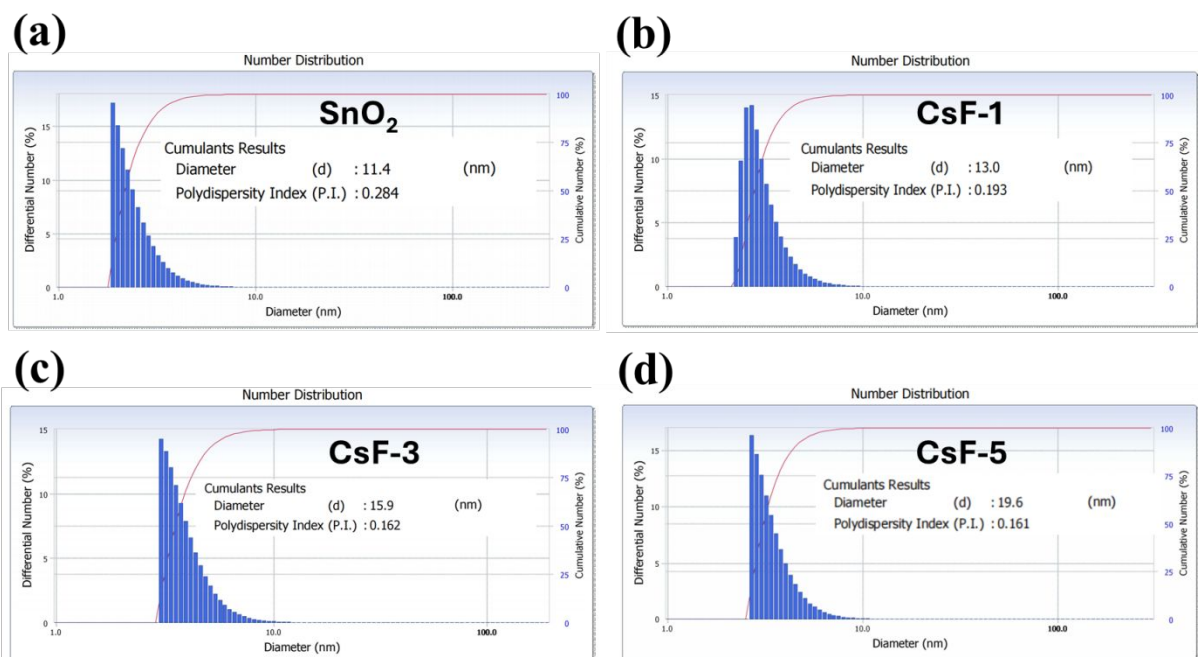 (a)
Number Distribution
SnO2
Cumulants Results
Diameter (d) : 11.4 (nm)
Polydispersity Index (P.I.) : 0.284
Differential Number (%)
15
10
5
0
Cumulative Number (%)
100
75
50
25
0
1.0 10.0 100.0
Diameter (nm)
(b)
Number Distribution
CsF-1
Cumulants Results
Diameter (d) : 13.0 (nm)
Polydispersity Index (P.I.) : 0.193
Differential Number (%)
15
10
5
0
Cumulative Number (%)
100
75
50
25
0
1.0 10.0 100.0
Diameter (nm)
(c)
Number Distribution
CsF-3
Cumulants Results
Diameter (d) : 15.9 (nm)
Polydispersity Index (P.I.) : 0.162
Differential Number (%)
15
10
5
0
Cumulative Number (%)
100
75
50
25
0
1.0 10.0 100.0
Diameter (nm)
(d)
Number Distribution
CsF-5
Cumulants Results
Diameter (d) : 19.6 (nm)
Polydispersity Index (P.I.) : 0.161
Differential Number (%)
15
10
5
0
Cumulative Number (%)
100
75
50
25
0
1.0 10.0 100.0
Diameter (nm)